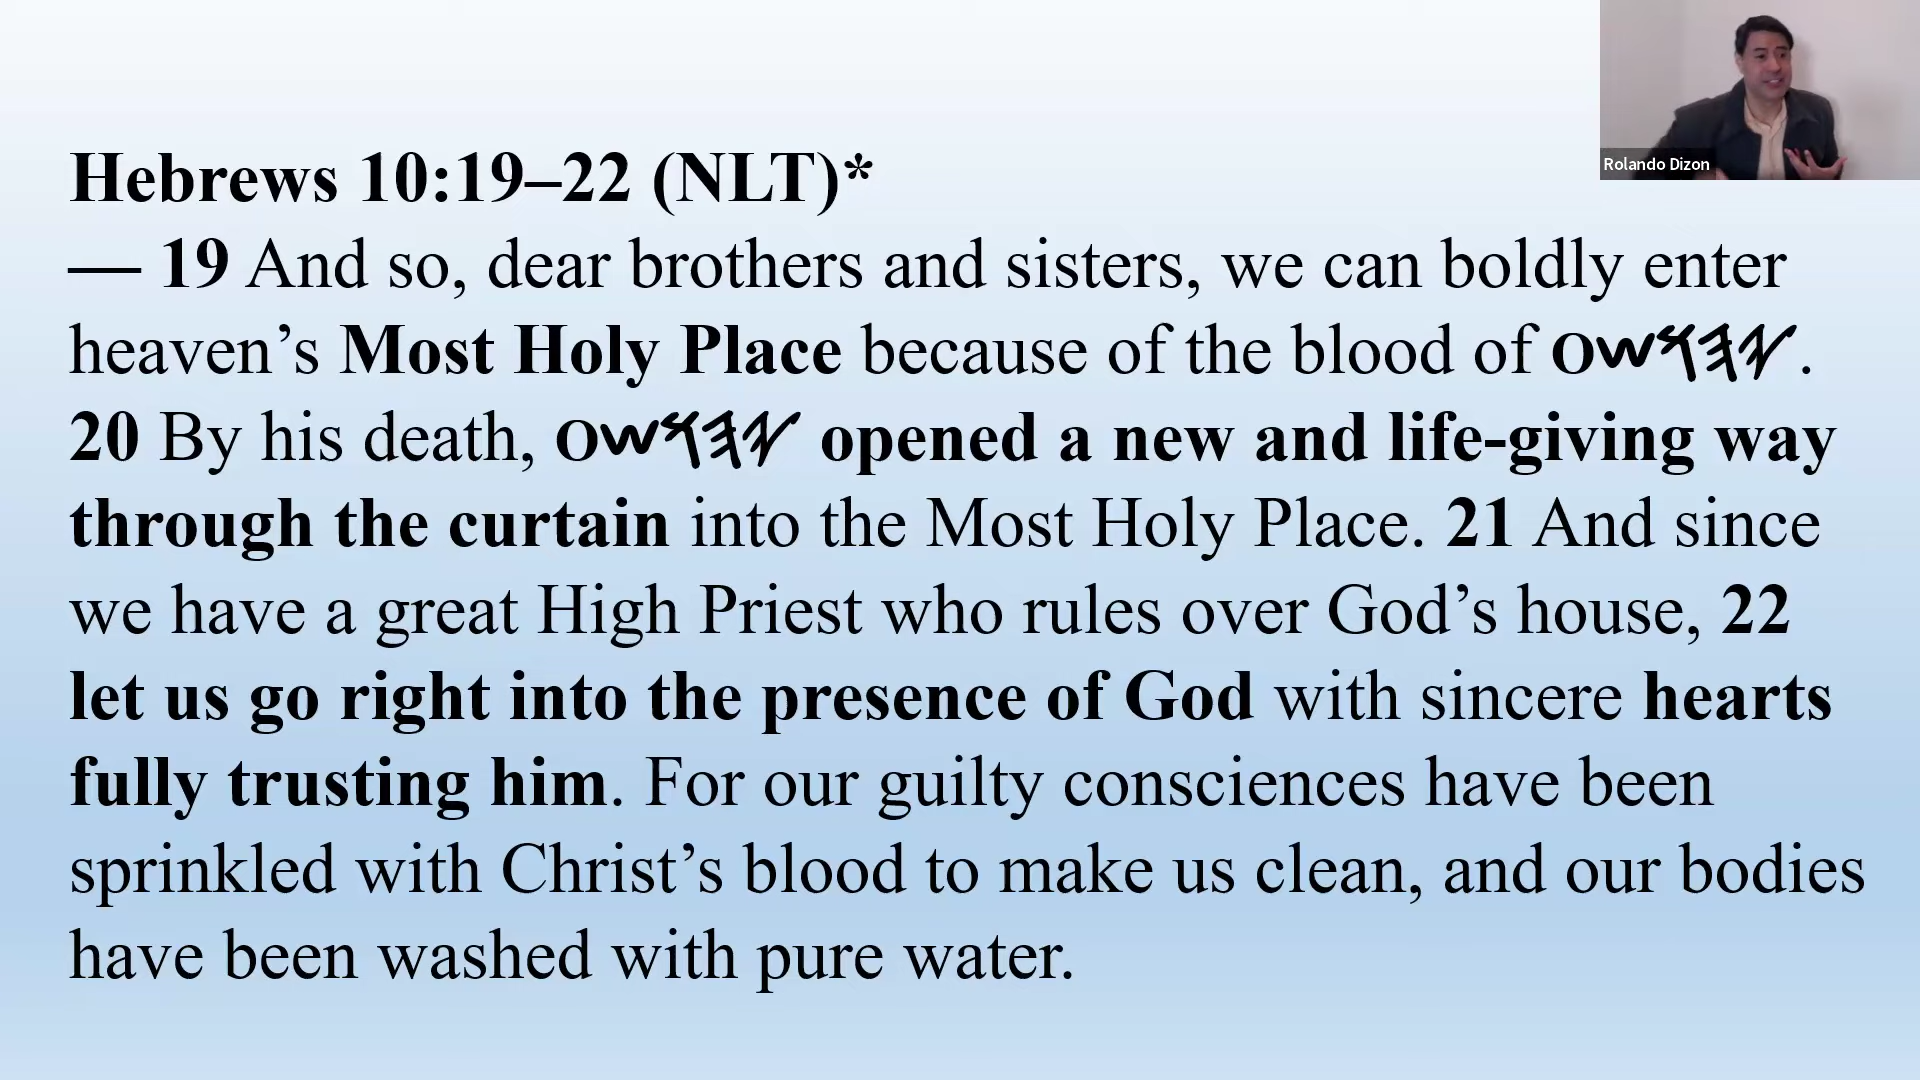 Rolando Dizon
Hebrews 10:19–22 (NLT)*
— 19 And so, dear brothers and sisters, we can boldly enter
heaven’s Most Holy Place because of the blood of 𐤉𐤄𐤅𐤔𐤏.
20 By his death, 𐤉𐤄𐤅𐤔𐤏 opened a new and life-giving way
through the curtain into the Most Holy Place. 21 And since
we have a great High Priest who rules over God’s house, 22
let us go right into the presence of God with sincere hearts
fully trusting him. For our guilty consciences have been
sprinkled with Christ’s blood to make us clean, and our bodies
have been washed with pure water.